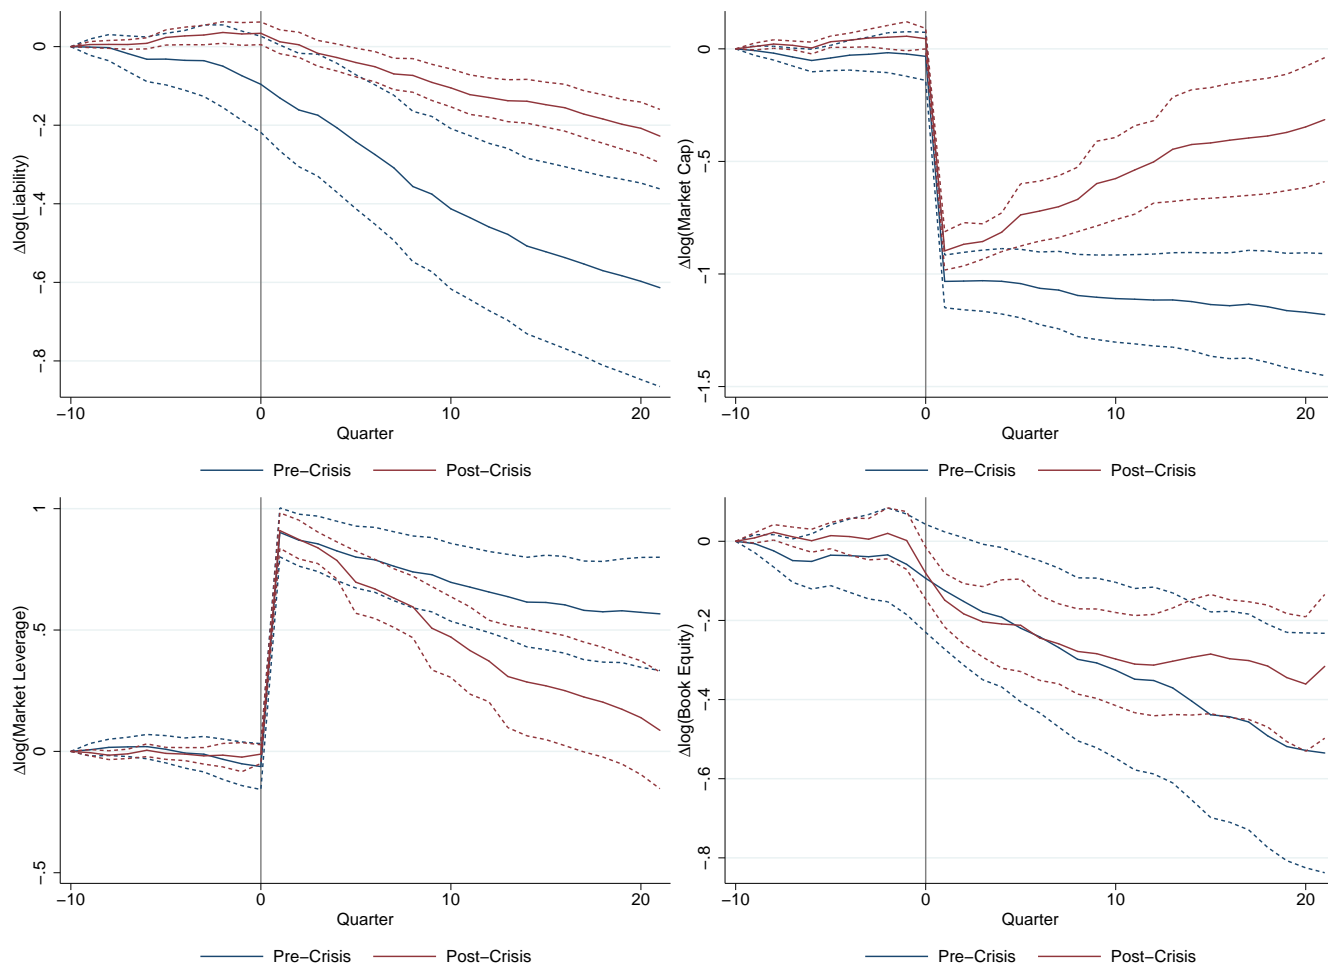 Δlog(Liability)
0
−.2
−.4
−.6
−.8
−10
0
10
20
Quarter
Pre−Crisis
Post−Crisis
Δlog(Market Cap)
0
−.5
−1
−1.5
−10
0
10
20
Quarter
Pre−Crisis
Post−Crisis
Δlog(Market Leverage)
1
.5
0
−.5
−10
0
10
20
Quarter
Pre−Crisis
Post−Crisis
Δlog(Book Equity)
0
−.2
−.4
−.6
−.8
−10
0
10
20
Quarter
Pre−Crisis
Post−Crisis